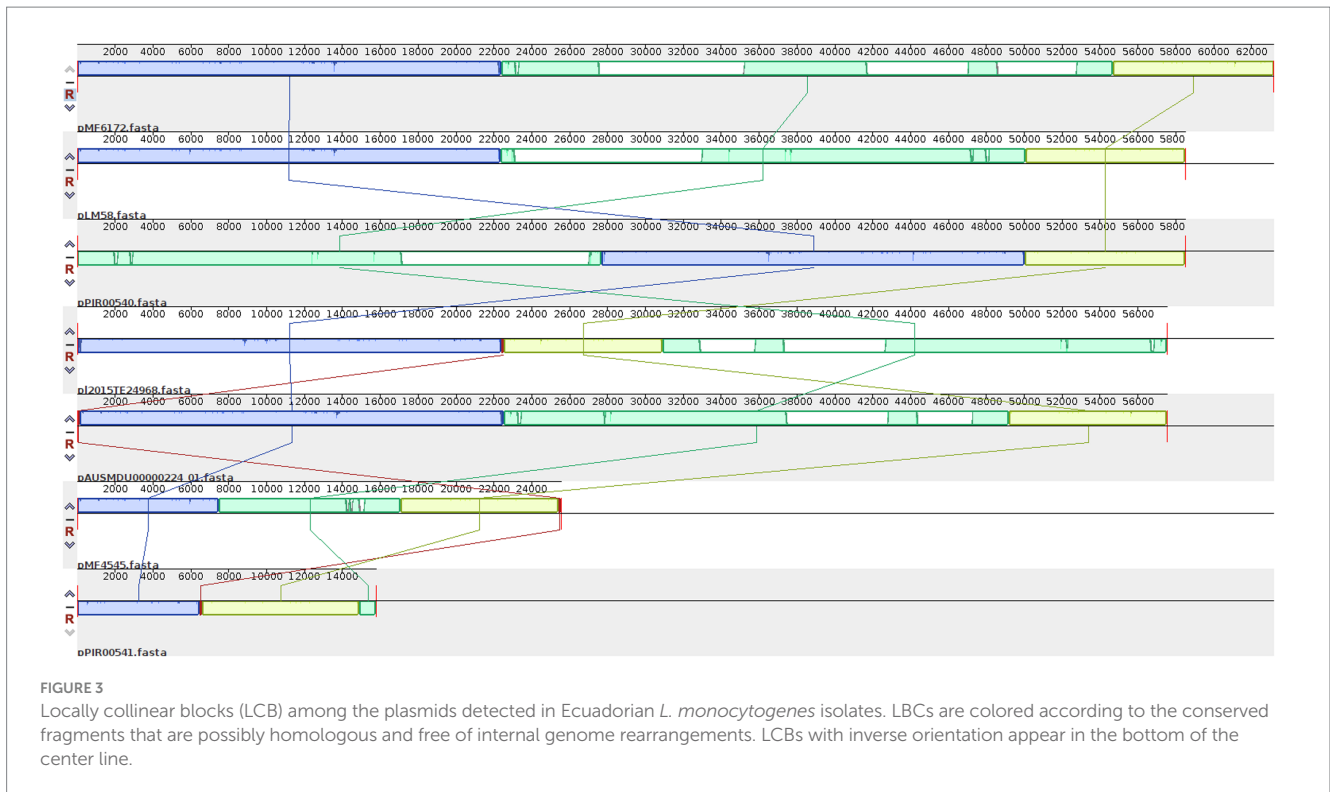 2000 4000 6000 8000 10000 12000 14000 16000 18000 20000 22000 24000 26000 28000 30000 32000 34000 36000 38000 40000 42000 44000 46000 48000 50000 52000 54000 56000 58000 60000 62000
R
pMF6172.fasta
2000 4000 6000 8000 10000 12000 14000 16000 18000 20000 22000 24000 26000 28000 30000 32000 34000 36000 38000 40000 42000 44000 46000 48000 50000 52000 54000 56000 5800
R
pLM58.fasta
2000 4000 6000 8000 10000 12000 14000 16000 18000 20000 22000 24000 26000 28000 30000 32000 34000 36000 38000 40000 42000 44000 46000 48000 50000 52000 54000 56000 5800
R
pPIR00540.fasta
2000 4000 6000 8000 10000 12000 14000 16000 18000 20000 22000 24000 26000 28000 30000 32000 34000 36000 38000 40000 42000 44000 46000 48000 50000 52000 54000 56000
R
pl2015TE24968.fasta
2000 4000 6000 8000 10000 12000 14000 16000 18000 20000 22000 24000 26000 28000 30000 32000 34000 36000 38000 40000 42000 44000 46000 48000 50000 52000 54000 56000
R
pAUSMDU00000224_01.fasta
2000 4000 6000 8000 10000 12000 14000 16000 18000 20000 22000 24000
R
pMF4545.fasta
2000 4000 6000 8000 10000 12000 14000
R
pPIR00541.fasta
FIGURE 3
Locally collinear blocks (LCB) among the plasmids detected in Ecuadorian L. monocytogenes isolates. LBCs are colored according to the conserved
fragments that are possibly homologous and free of internal genome rearrangements. LCBs with inverse orientation appear in the bottom of the
center line.